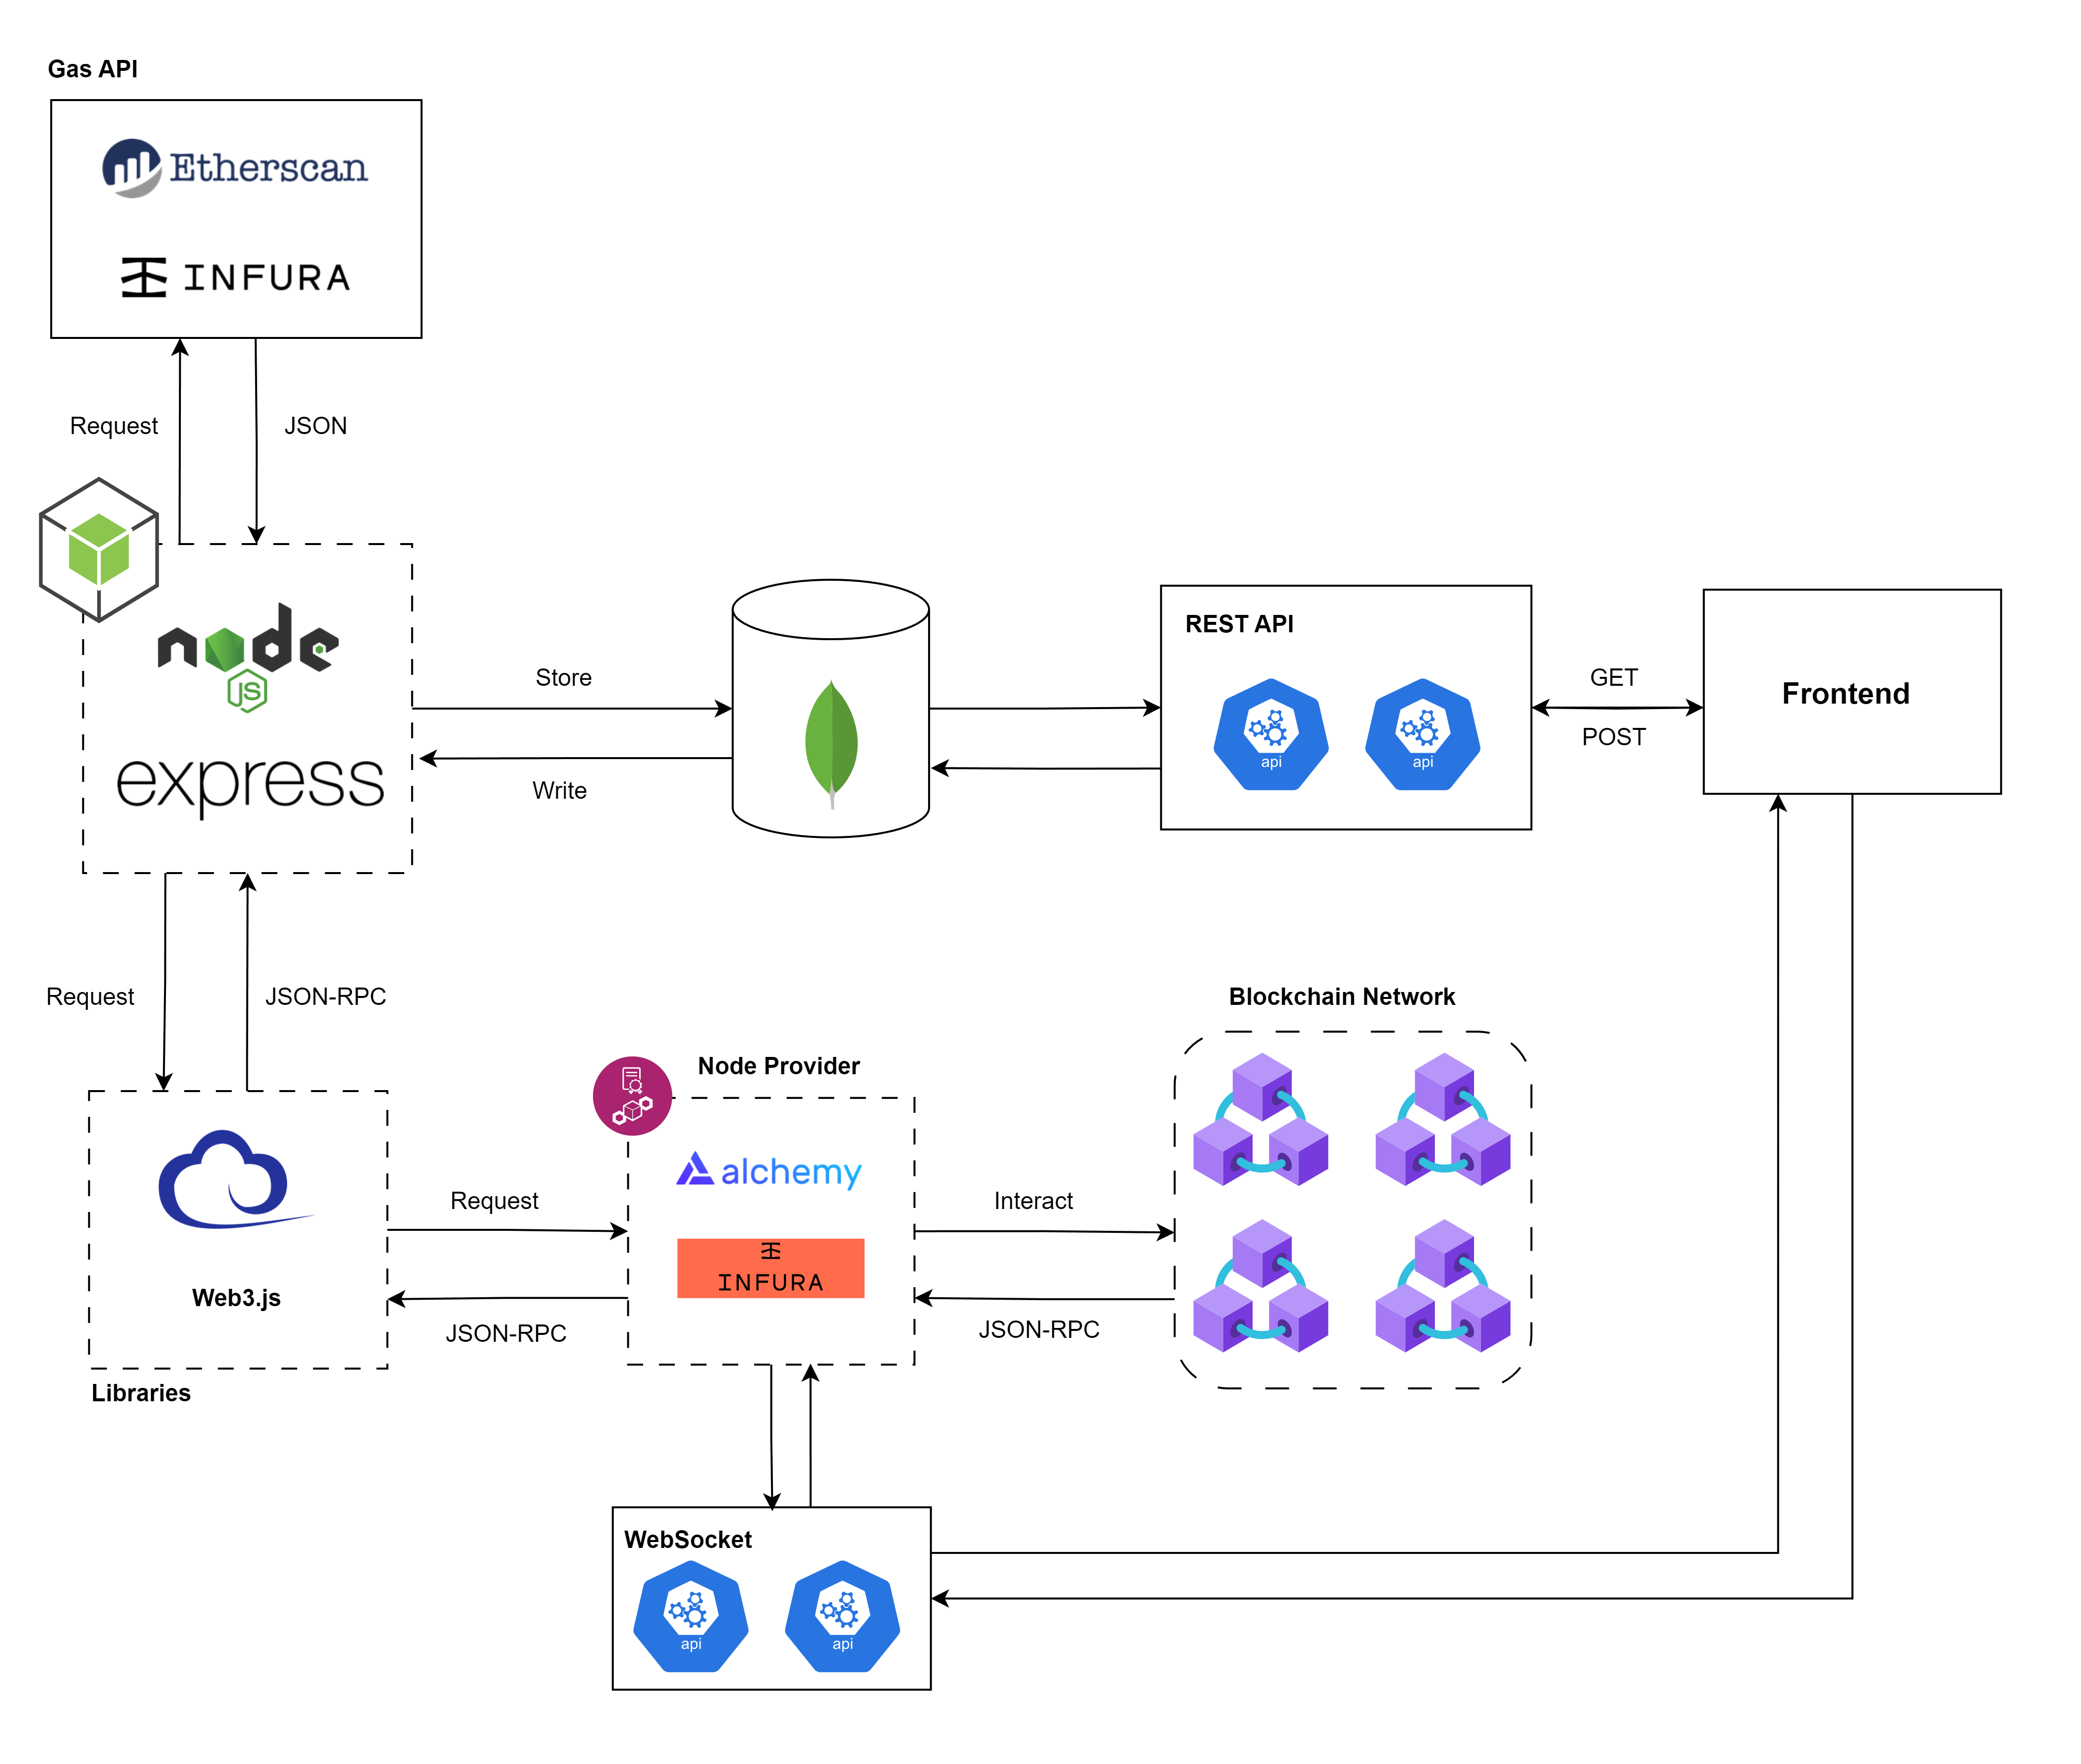 Gas API
Etherscan
INFURA
Request
JSON
node
JS
express
Store
Write
REST API
api
api
GET
POST
Frontend
Request
JSON-RPC
Blockchain Network
Node Provider
alchemy
INFURA
Request
JSON-RPC
Interact
JSON-RPC
Web3.js
Libraries
WebSocket
api
api